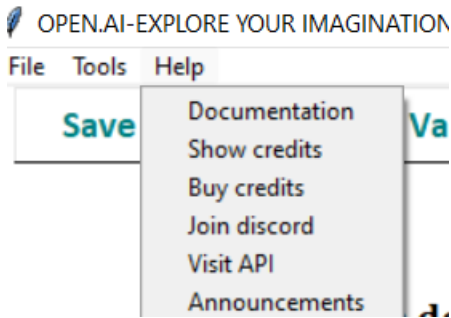 OPEN.AI-EXPLORE YOUR IMAGINATION
File Tools Help
Save
Documentation
Show credits
Buy credits
Join discord
Visit API
Announcements